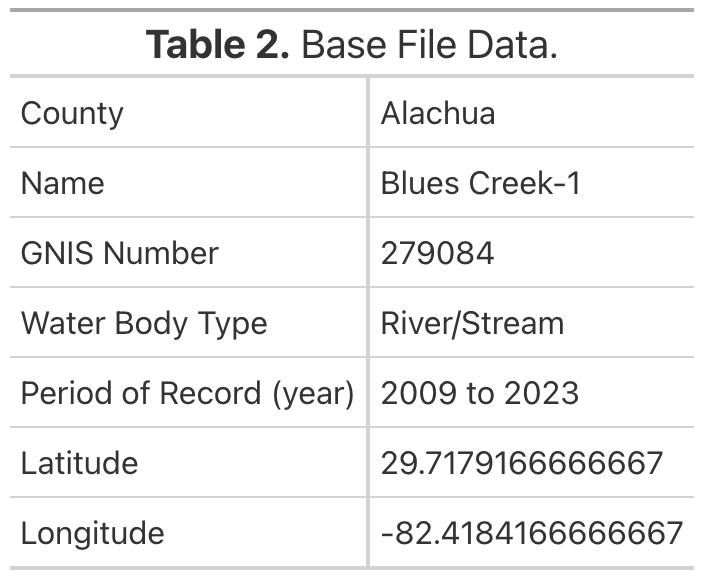 Table 2. Base File Data.
County Alachua
Name Blues Creek-1
GNIS Number 279084
Water Body Type River/Stream
Period of Record (year) 2009 to 2023
Latitude 29.7179166666667
Longitude -82.4184166666667